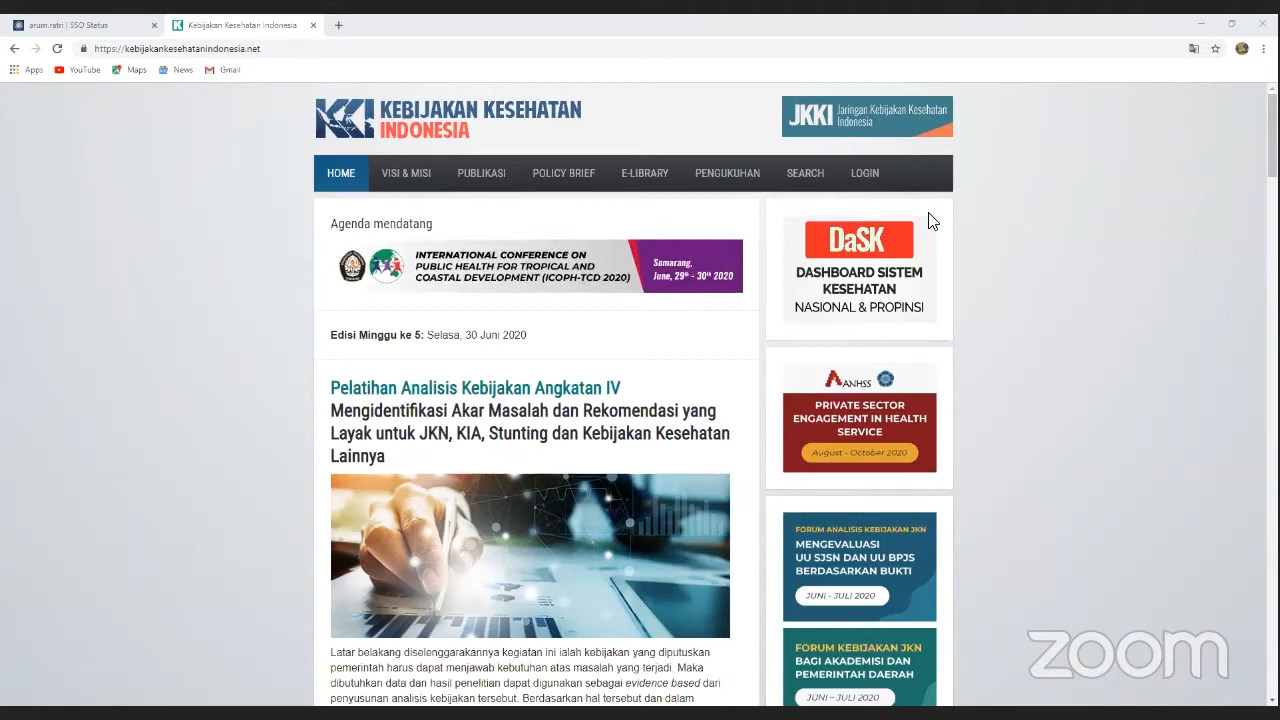 arum.ratri | SSO Status
Kebijakan Kesehatan Indonesia
https://kebijakankesehatanindonesia.net
Apps
YouTube
Maps
News
Gmail
KKI KEBIJAKAN KESEHATAN
INDONESIA
JKKI Jaringan Kebijakan Kesehatan
Indonesia
HOME
VISI & MISI
PUBLIKASI
POLICY BRIEF
E-LIBRARY
PENGUKUHAN
SEARCH
LOGIN
Agenda mendatang
INTERNATIONAL CONFERENCE ON
PUBLIC HEALTH FOR TROPICAL AND
COASTAL DEVELOPMENT (ICOPH-TCD 2020)
Semarang,
June, 29th - 30th 2020
Edisi Minggu ke 5: Selasa, 30 Juni 2020
Pelatihan Analisis Kebijakan Angkatan IV
Mengidentifikasi Akar Masalah dan Rekomendasi yang
Layak untuk JKN, KIA, Stunting dan Kebijakan Kesehatan
Lainnya
Latar belakang diselenggarakannya kegiatan ini ialah kebijakan yang diputuskan
pemerintah harus dapat menjawab kebutuhan atas masalah yang terjadi. Maka
dibutuhkan data dan hasil penelitian dapat digunakan sebagai evidence based dari
penyusunan analisis kebijakan tersebut. Berdasarkan hal tersebut dan dalam
DaSK
DASHBOARD SISTEM
KESEHATAN
NASIONAL & PROPINSI
ANHSS
PRIVATE SECTOR
ENGAGEMENT IN HEALTH
SERVICE
August - October 2020
FORUM ANALISIS KEBIJAKAN JKN
MENGEVALUASI
UU SJSN DAN UU BPJS
BERDASARKAN BUKTI
JUNI - JULI 2020
FORUM KEBIJAKAN JKN
BAGI AKADEMISI DAN
PEMERINTAH DAERAH
JUNI – JULI 2020
zoom